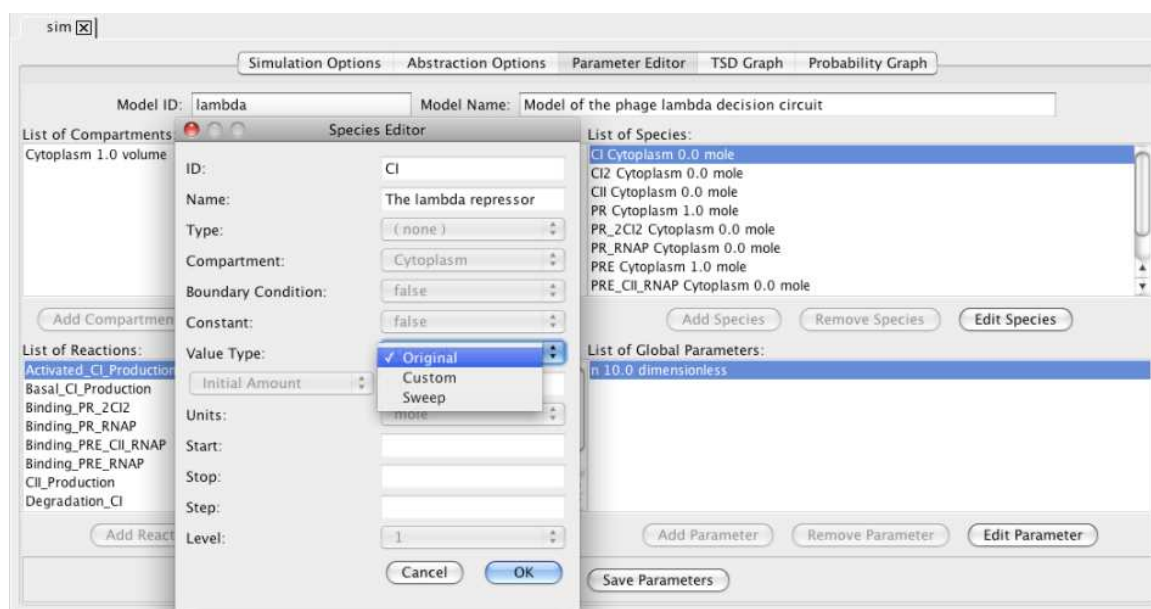 sim
Simulation Options Abstraction Options Parameter Editor TSD Graph Probability Graph
Model ID: lambda Model Name: Model of the phage lambda decision circuit
List of Compartments
Cytoplasm 1.0 volume
Add Compartmen
List of Reactions:
Activated_CI_Production
Basal_CI_Production
Binding_PR_2CI2
Binding_PR_RNAP
Binding_PRE_CII_RNAP
Binding_PRE_RNAP
CII_Production
Degradation_CI
Add React
Species Editor
ID: CI
Name: The lambda repressor
Type: ( none )
Compartment: Cytoplasm
Boundary Condition: false
Constant: false
Value Type: ✓ Original
Custom
Sweep
Initial Amount
Units: mole
Start:
Stop:
Step:
Level: 1
Cancel OK
List of Species:
CI Cytoplasm 0.0 mole
CI2 Cytoplasm 0.0 mole
CII Cytoplasm 0.0 mole
PR Cytoplasm 1.0 mole
PR_2CI2 Cytoplasm 0.0 mole
PR_RNAP Cytoplasm 0.0 mole
PRE Cytoplasm 1.0 mole
PRE_CII_RNAP Cytoplasm 0.0 mole
Add Species Remove Species Edit Species
List of Global Parameters:
n 10.0 dimensionless
Add Parameter Remove Parameter Edit Parameter
Save Parameters